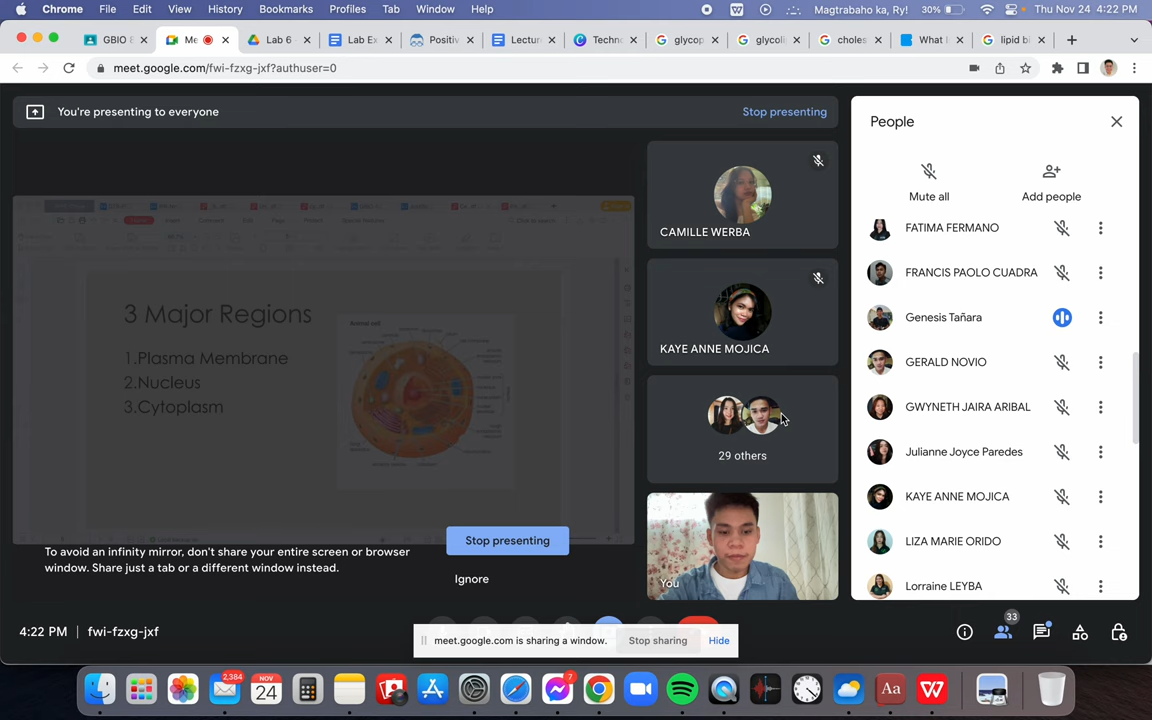 Chrome File Edit View History Bookmarks Profiles Tab Window Help Magtrabaho ka, Ry! 30% Thu Nov 24 4:22 PM
GBIO Me Lab 6 Lab Ex Positiv Lectur Techn glycop glycoli choles What I lipid bi
meet.google.com/fwi-fzxg-jxf?authuser=0
You're presenting to everyone Stop presenting
3 Major Regions
1.Plasma Membrane
2.Nucleus
3.Cytoplasm
To avoid an infinity mirror, don't share your entire screen or browser
window. Share just a tab or a different window instead.
Stop presenting
Ignore
CAMILLE WERBA
KAYE ANNE MOJICA
29 others
You
People
Mute all Add people
FATIMA FERMANO
FRANCIS PAOLO CUADRA
Genesis Tañara
GERALD NOVIO
GWYNETH JAIRA ARIBAL
Julianne Joyce Paredes
KAYE ANNE MOJICA
LIZA MARIE ORIDO
Lorraine LEYBA
4:22 PM | fwi-fzxg-jxf
33
meet.google.com is sharing a window. Stop sharing Hide
2,384
NOV
24
7
Aa